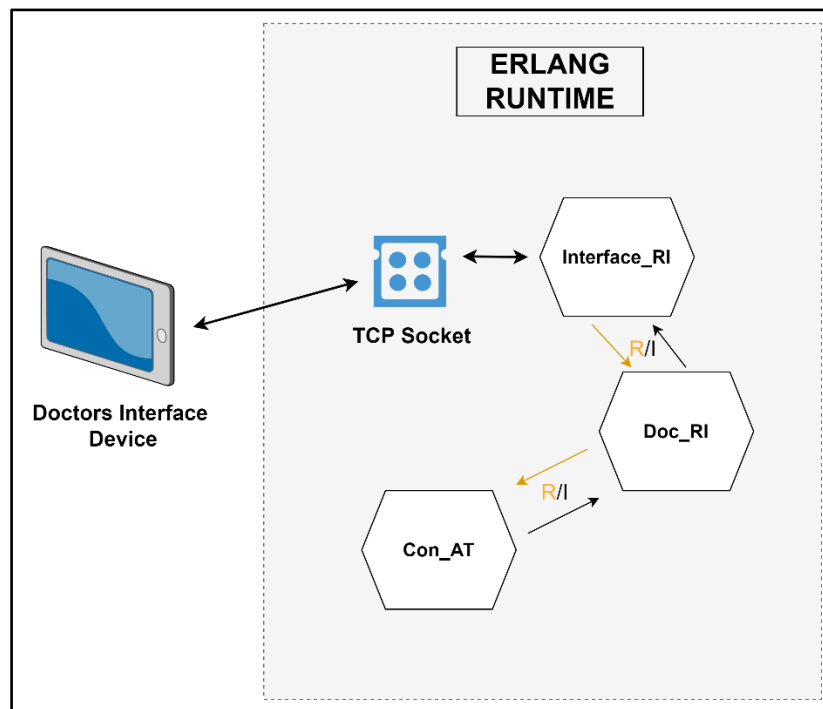 ERLANG
RUNTIME
Interface_RI
TCP Socket
R/I
Doctors Interface
Device
Doc_RI
R/I
Con_AT